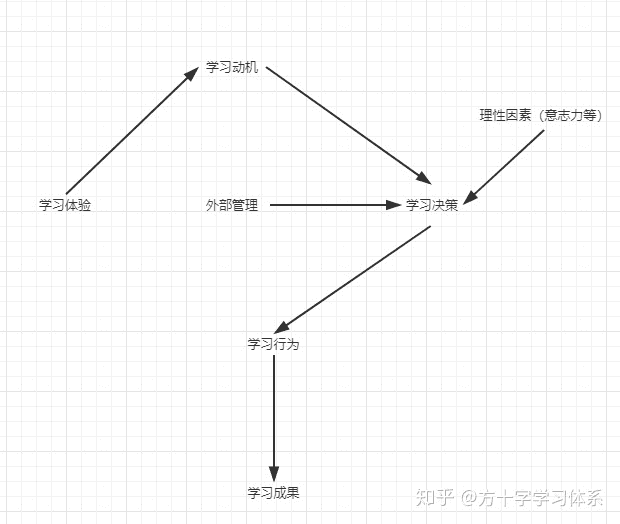 学习动机
理性因素（意志力等）
学习体验
外部管理
学习决策
学习行为
学习成果
知乎 @方十字学习体系